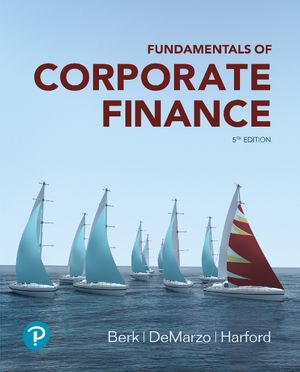 FUNDAMENTALS OF
CORPORATE
FINANCE
5TH EDITION
P
Berk | DeMarzo | Harford